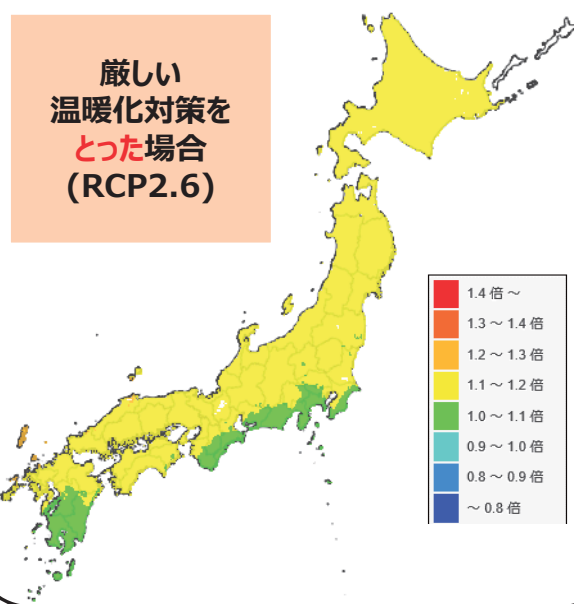 厳しい
温暖化対策を
とった場合
(RCP2.6)
1.4 倍 ～
1.3 ～ 1.4 倍
1.2 ～ 1.3 倍
1.1 ～ 1.2 倍
1.0 ～ 1.1 倍
0.9 ～ 1.0 倍
0.8 ～ 0.9 倍
～ 0.8 倍